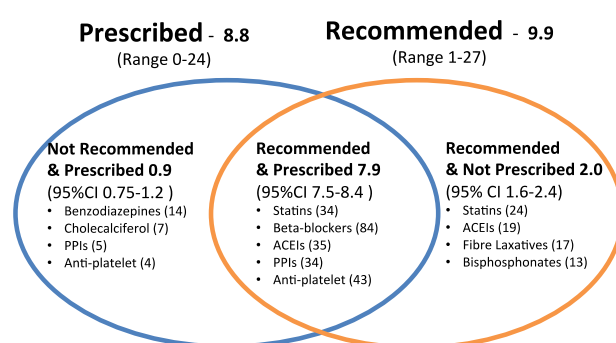 Prescribed - 8.8
(Range 0-24)
Recommended - 9.9
(Range 1-27)
Not Recommended
& Prescribed 0.9
(95%CI 0.75-1.2 )
• Benzodiazepines (14)
• Cholecalciferol (7)
• PPIs (5)
• Anti-platelet (4)
Recommended
& Prescribed 7.9
(95%CI 7.5-8.4 )
• Statins (34)
• Beta-blockers (84)
• ACEIs (35)
• PPIs (34)
• Anti-platelet (43)
Recommended
& Not Prescribed 2.0
(95% CI 1.6-2.4)
• Statins (24)
• ACEIs (19)
• Fibre Laxatives (17)
• Bisphosphonates (13)